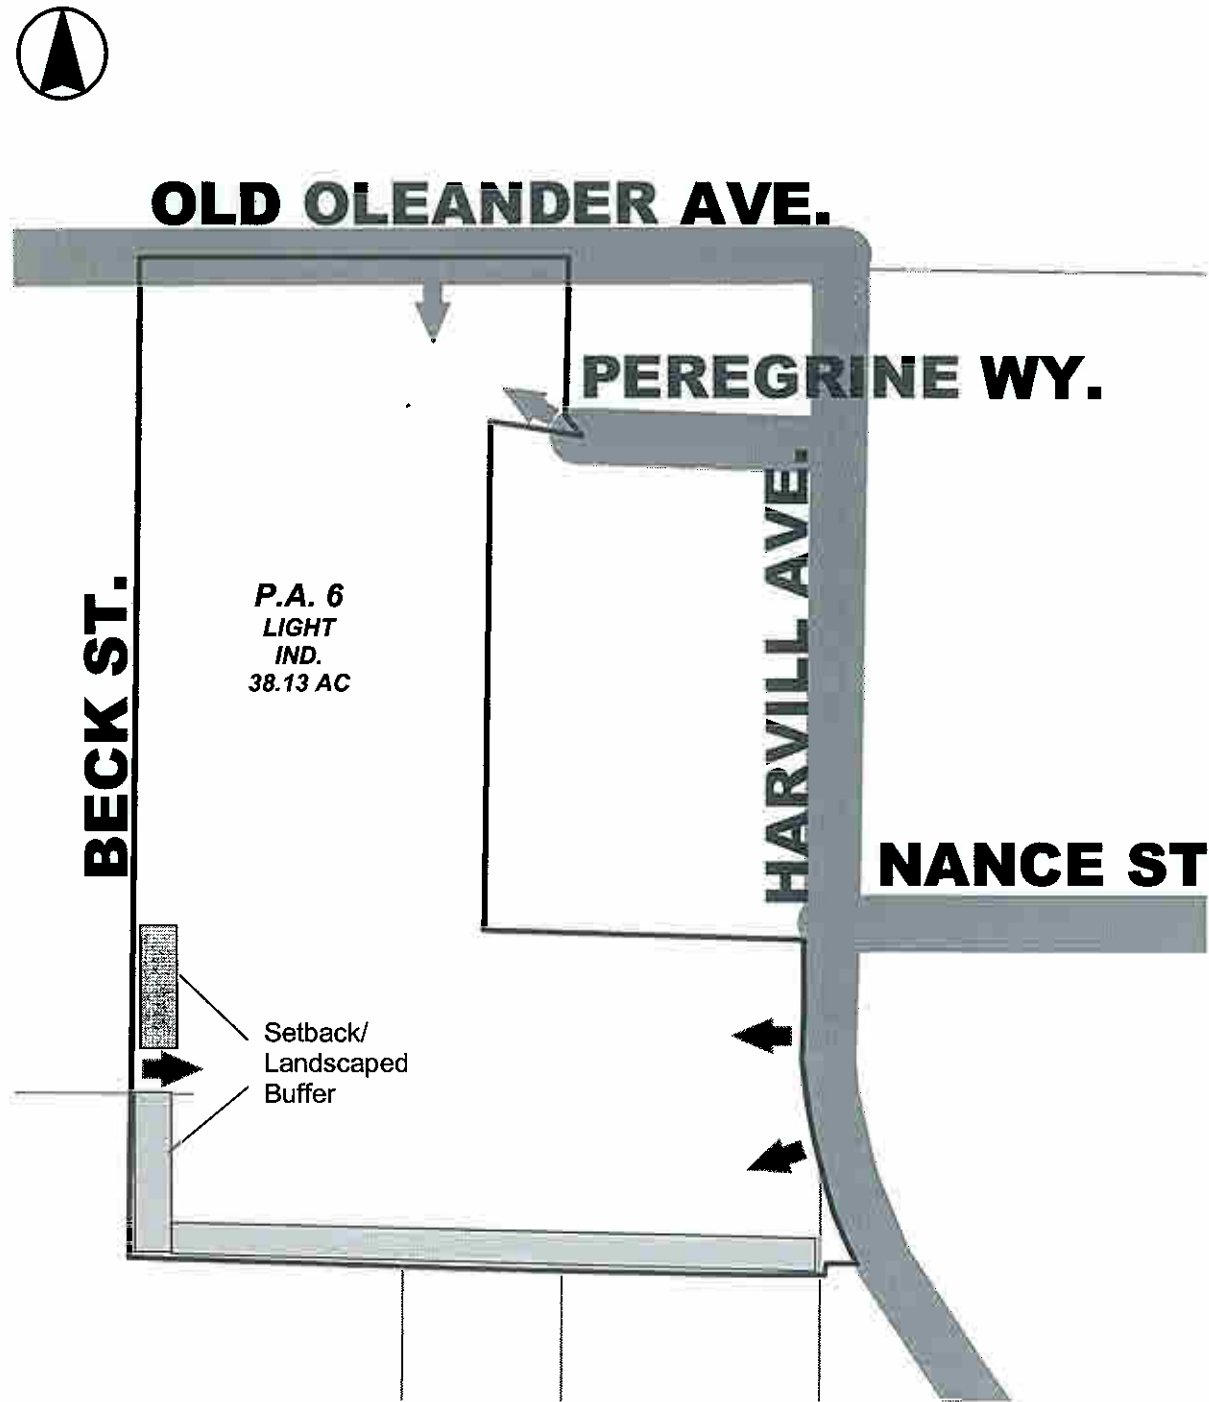 OLD OLEANDER AVE.
PEREGRINE WY.
HARVILL AVE.
BECK ST.
P.A. 6
LIGHT
IND.
38.13 AC
NANCE ST
Setback/
Landscaped
Buffer